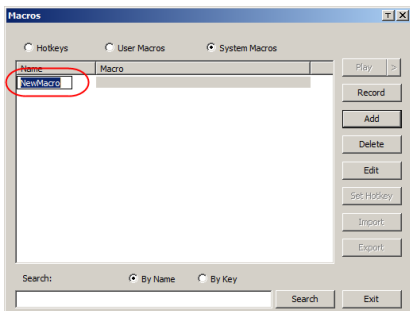 Macros
T X
Hotkeys User Macros System Macros
Name Macro
NewMacro
Play >
Record
Add
Delete
Edit
Set Hotkey
Import
Export
Search: By Name By Key
Search Exit